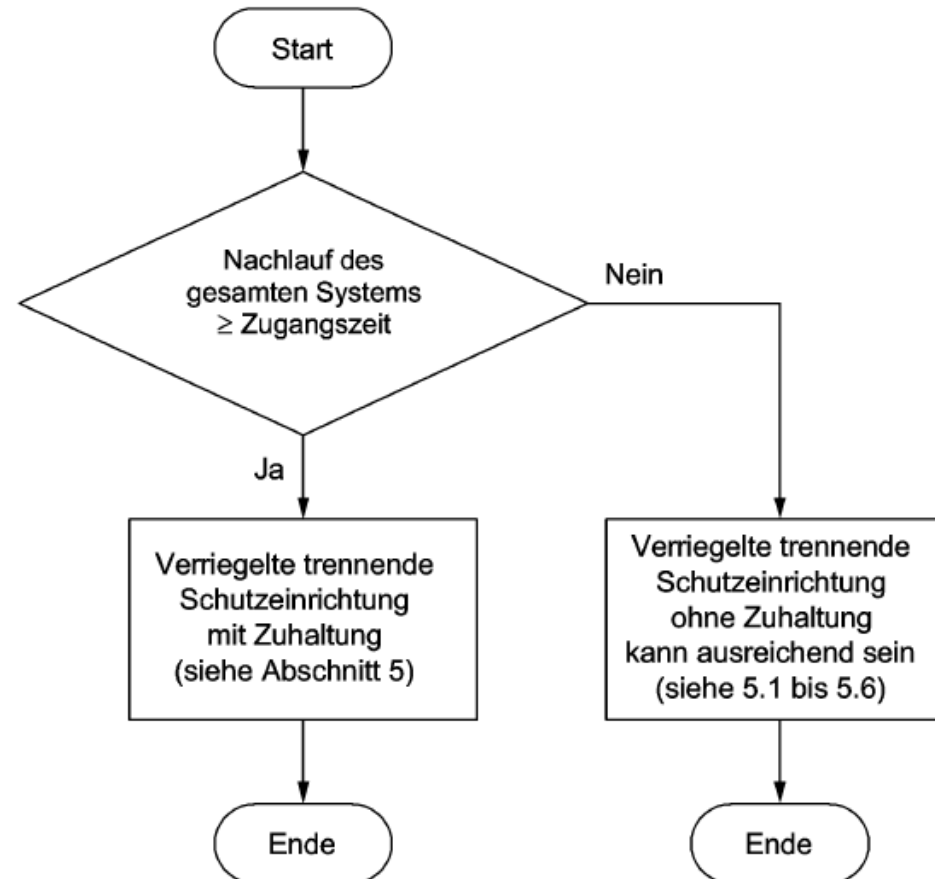 Start
Nachlauf des
gesamten Systems
≥ Zugangszeit
Nein
Ja
Verriegelte trennende
Schutzeinrichtung
mit Zuhaltung
(siehe Abschnitt 5)
Verriegelte trennende
Schutzeinrichtung
ohne Zuhaltung
kann ausreichend sein
(siehe 5.1 bis 5.6)
Ende
Ende